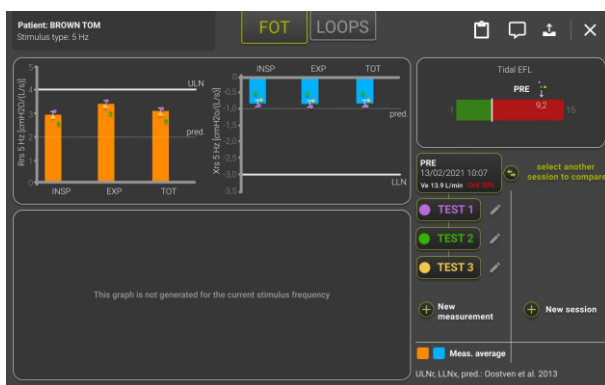 Patient: BROWN TOM
Stimulus type: 5 Hz
FOT
LOOPS
Rrs 5 Hz [cmH2O/(L/s)]
5
4
3
2
1
0
ULN
pred.
INSP
EXP
TOT
Xrs 5 Hz [cmH2o/(L/s)]
INSP
EXP
TOT
0
-0,5
-1,0
-1,5
-2,0
-2,5
-3,0
-3,5
pred.
LLN
Tidal EFL
PRE
-1
9,2
15
PRE
13/02/2021 10:07
Ve 13.9 L/min CoV 30%
select another
session to compare
TEST 1
TEST 2
TEST 3
This graph is not generated for the current stimulus frequency
New
measurement
New session
Meas. average
ULNr, LLNx, pred.: Oostven et al. 2013